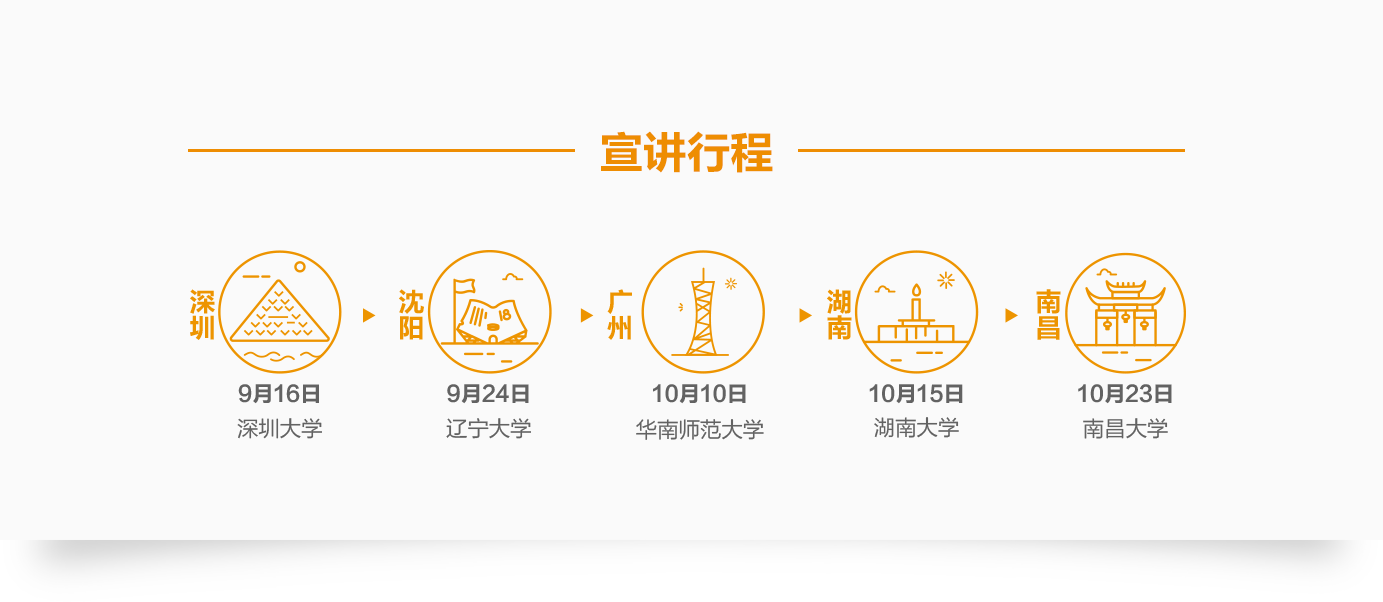 宣讲行程
深圳
9月16日
深圳大学
沈阳
18
9月24日
辽宁大学
广州
10月10日
华南师范大学
湖南
10月15日
湖南大学
南昌
10月23日
南昌大学